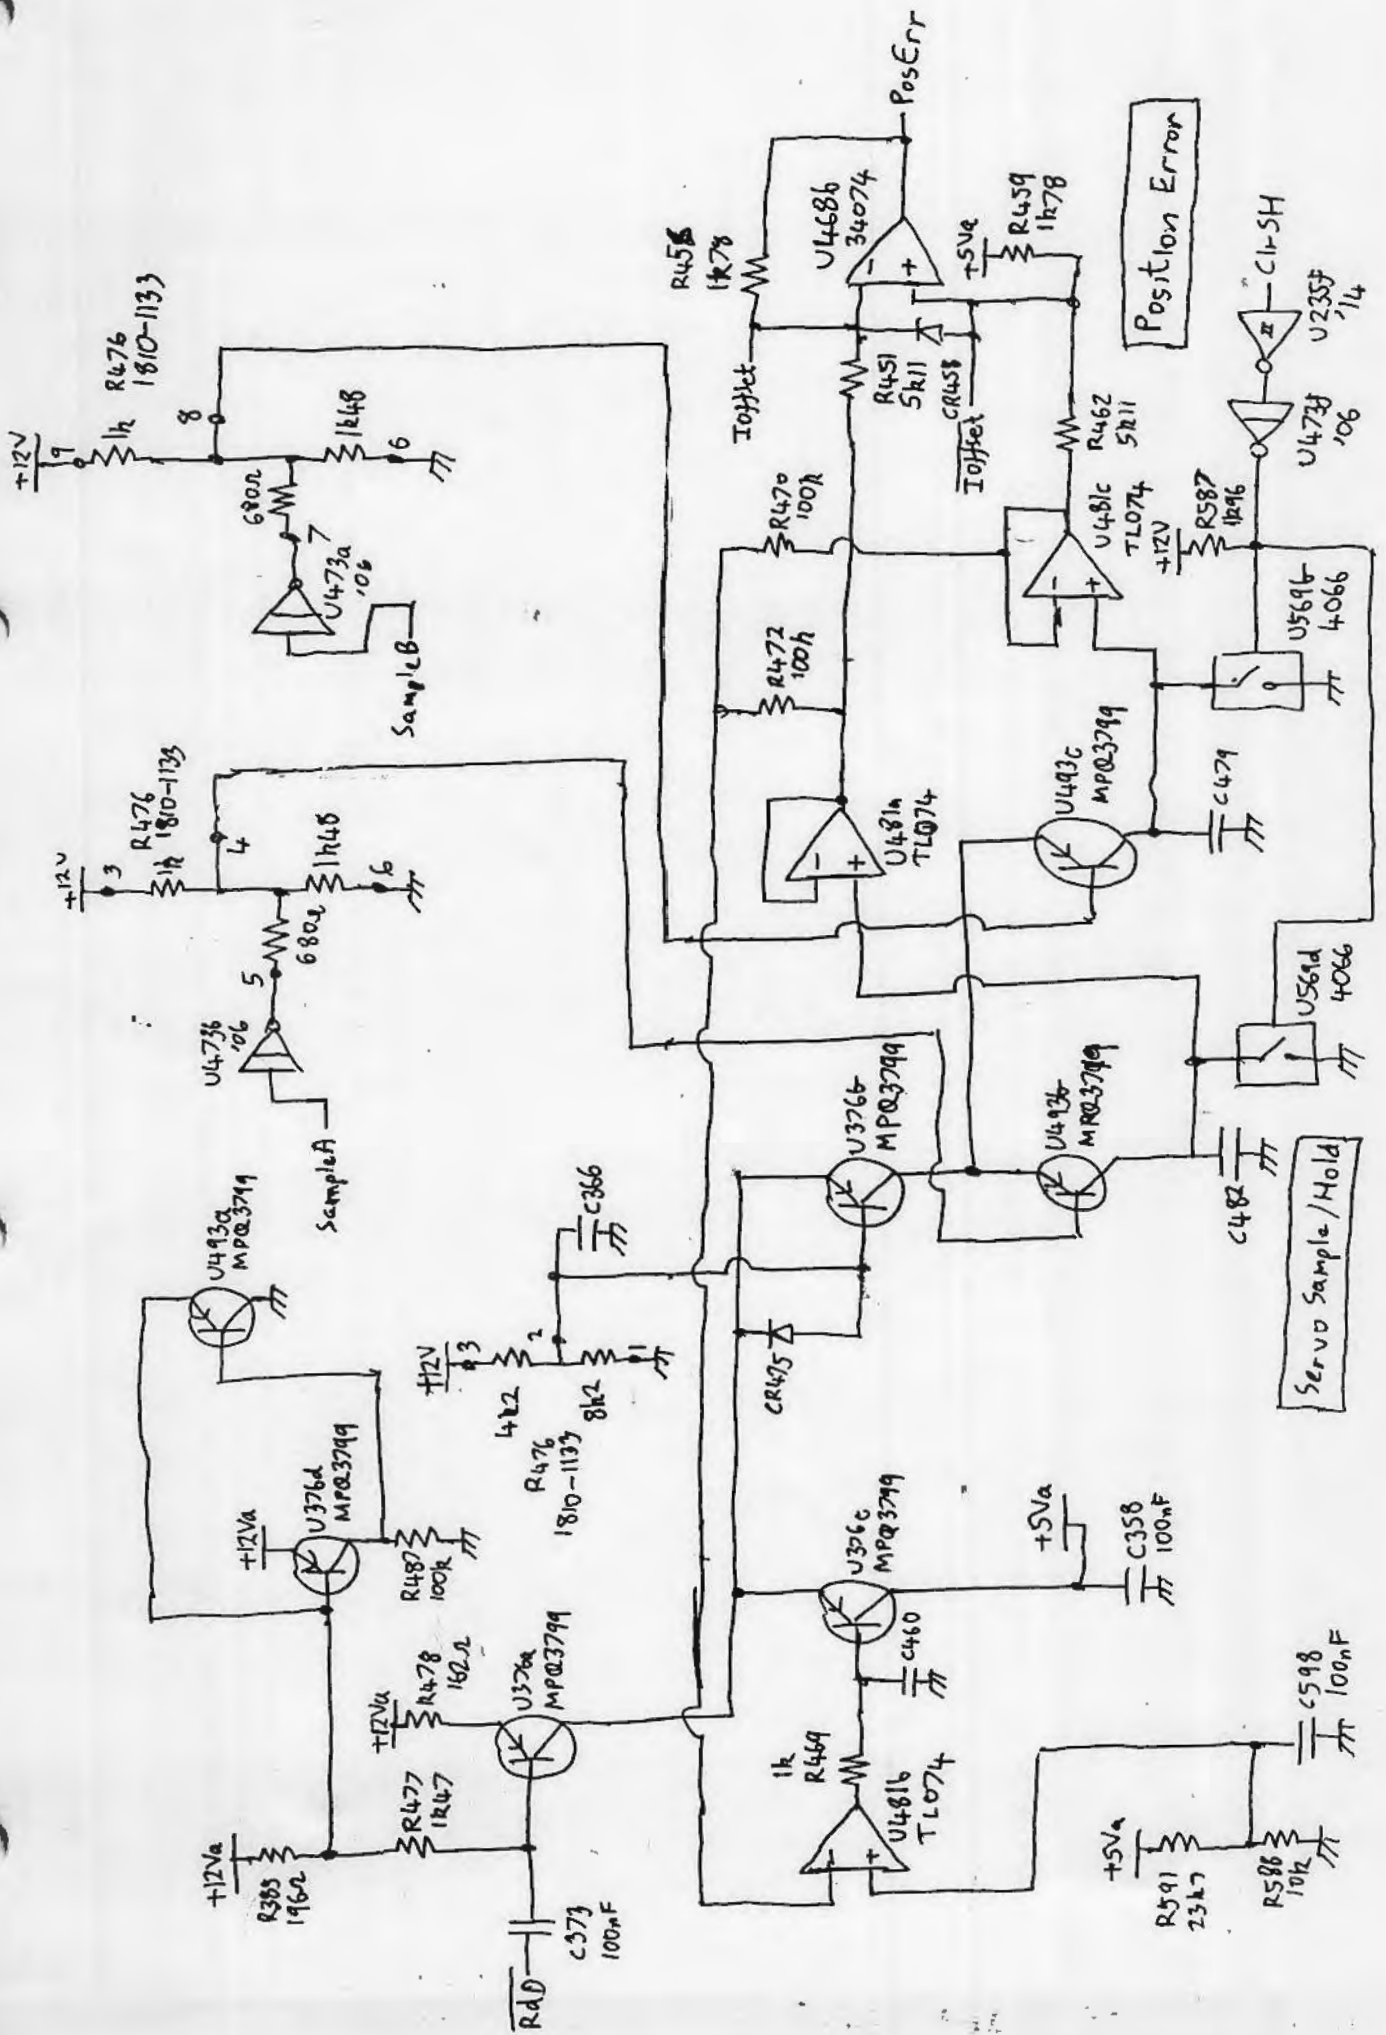 +12V
9
1k
R476
1810-1133
8
1k48
6
680Ω
7
U473a
'06
SampleB
+12V
3
1k
R476
1810-1133
4
1k48
6
680Ω
5
U473b
'06
SampleA
U493a
MPQ3799
+12Va
U376d
MPQ3799
R487
100k
+12Va
R385
196Ω
R477
1k47
+12Va
R478
162Ω
U376a
MPQ3799
C373
100nF
RdD
+12V
3
4k2
2
8k2
1
R476
1810-1133
C366
CR475
U376b
MPQ3799
U376c
MPQ3799
C460
1k
R469
U481b
TL074
+5Va
C358
100nF
+5Va
R591
23k7
R586
10k
C598
100nF
U493b
MPQ3799
C482
U493c
MPQ3799
C479
U569d
4066
U569b
4066
+12V
R587
1k96
U473f
'06
U235f
'14
Clr-SH
U481a
TL074
R472
100k
R470
100k
U481c
TL074
R462
5k11
R451
5k11
CR458
Ioffset
Ioffset
R458
1k78
U468b
34074
PosErr
+5Va
R459
1k78
Position Error
Servo Sample/Hold